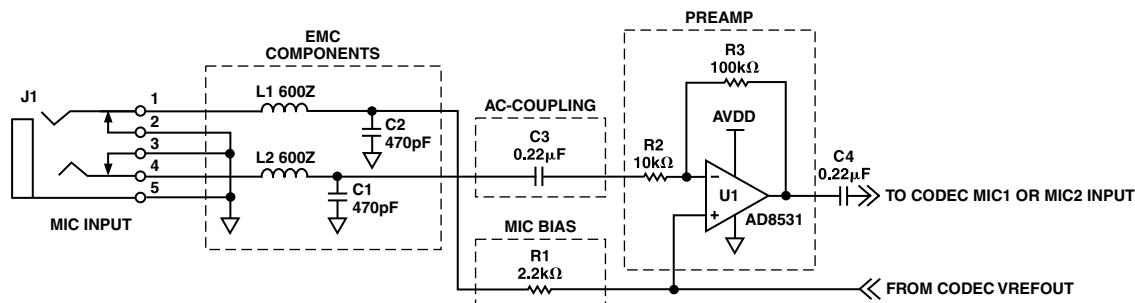 PREAMP
EMC
COMPONENTS
R3
100kΩ
J1
1
L1 600Z
AC-COUPLING
AVDD
2
C2
470pF
C3
0.22μF
3
R2
10kΩ
C4
0.22μF
4
L2 600Z
–
U1
TO CODEC MIC1 OR MIC2 INPUT
5
C1
470pF
+
AD8531
MIC INPUT
MIC BIAS
R1
2.2kΩ
FROM CODEC VREFOUT